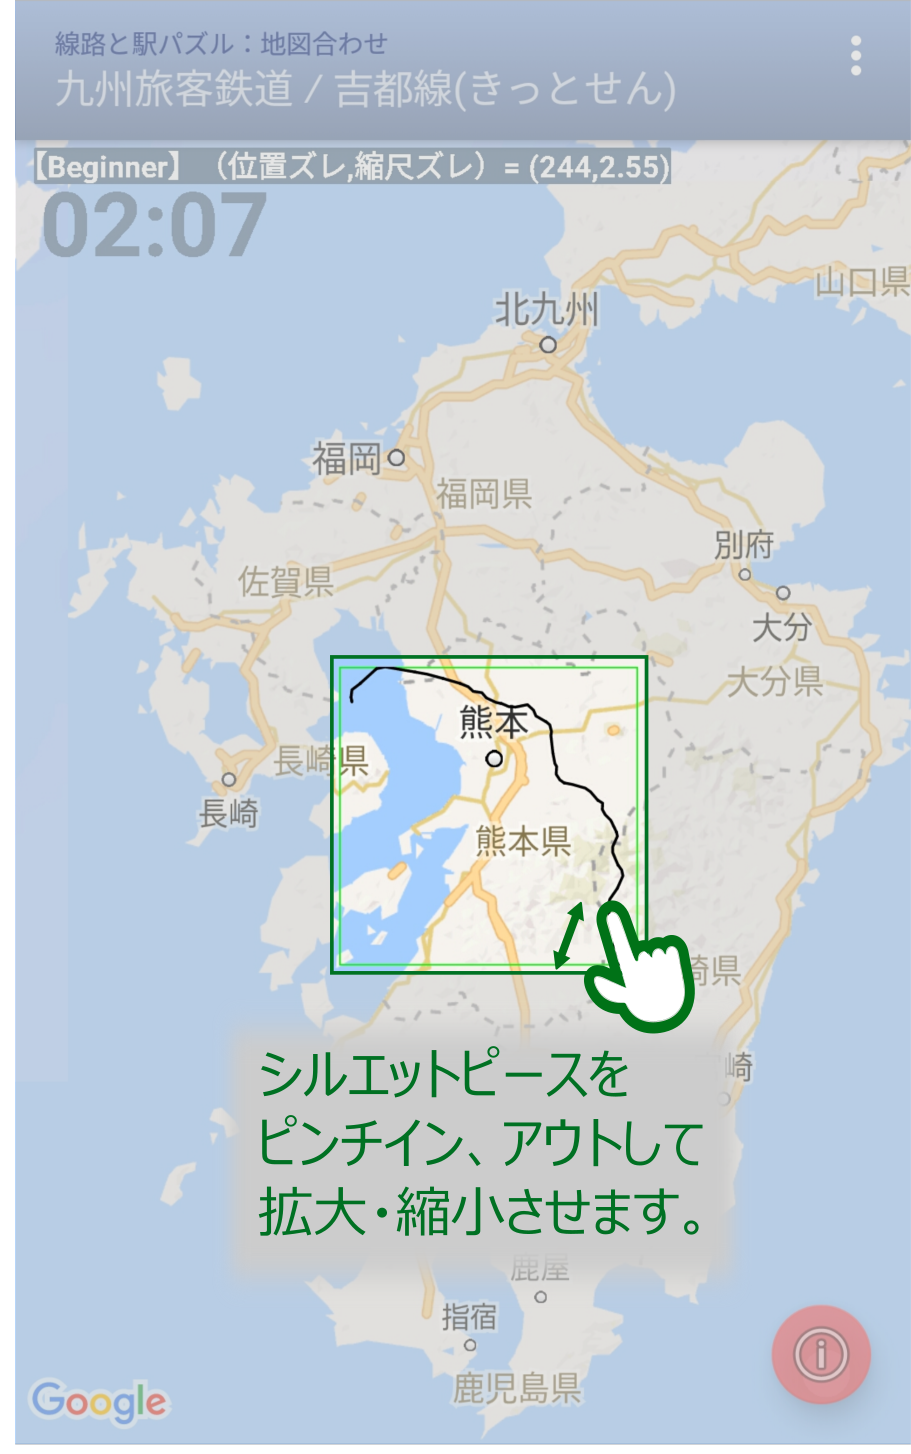 線路と駅パズル：地図合わせ
九州旅客鉄道 / 吉都線(きっとせん)
【Beginner】（位置ズレ,縮尺ズレ）= (244,2.55)
02:07
山口県
北九州
福岡
福岡県
別府
佐賀県
大分
大分県
熊本
長崎県
長崎
熊本県
崎県
崎
シルエットピースを
ピンチイン、アウトして
拡大・縮小させます。
鹿屋
指宿
鹿児島県
Google